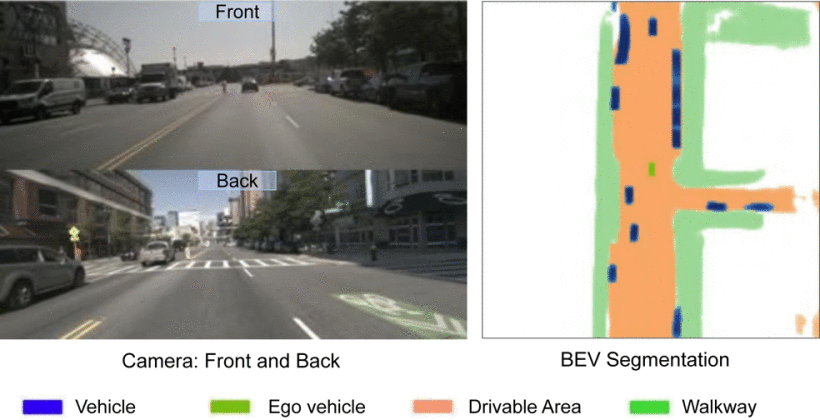 Front
Back
Camera: Front and Back
BEV Segmentation
Vehicle
Ego vehicle
Drivable Area
Walkway